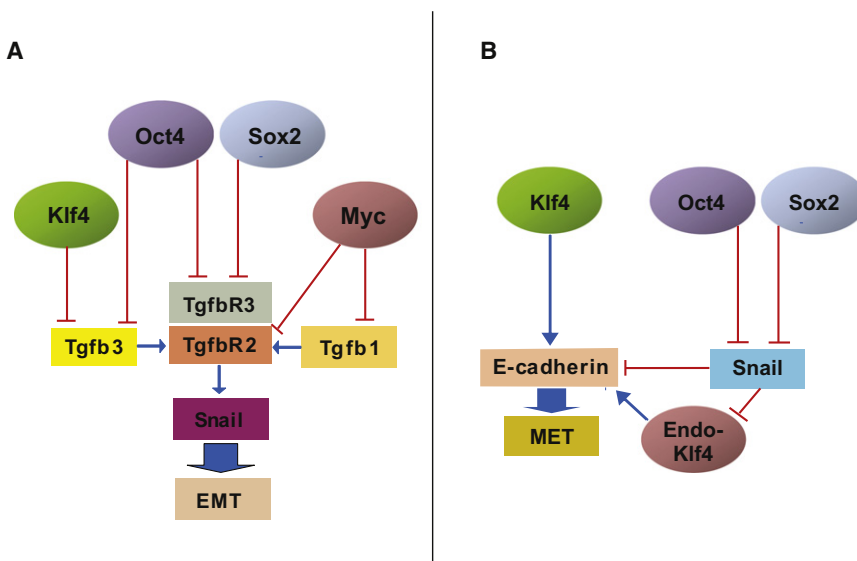 A
Oct4
Sox2
Klf4
Myc
TgfbR3
Tgfb3
TgfbR2
Tgfb1
Snail
EMT
B
Klf4
Oct4
Sox2
E-cadherin
Snail
MET
Endo-
Klf4